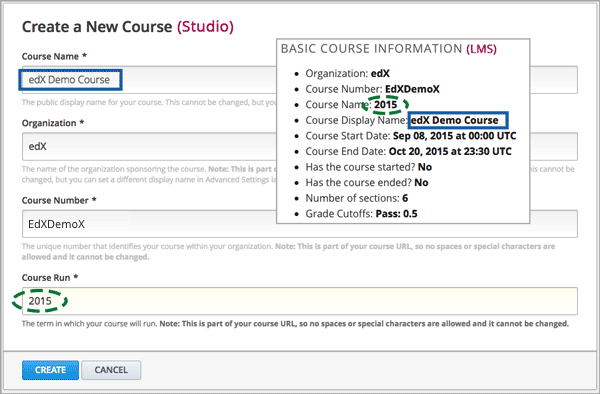 Create a New Course (Studio)
Course Name *
edX Demo Course
The public display name for your course. This cannot be changed, but you
Organization *
edX
The name of the organization sponsoring the course. Note: This is part of your this cannot be
changed, but you can set a different display name in Advanced Settings la
Course Number *
EdXDemoX
The unique number that identifies your course within your organization. Note: This is part of your course URL, so no spaces or special characters are
allowed and it cannot be changed.
Course Run *
2015
The term in which your course will run. Note: This is part of your course URL, so no spaces or special characters are allowed and it cannot be changed.
CREATE
CANCEL
BASIC COURSE INFORMATION (LMS)
• Organization: edX
• Course Number: EdXDemoX
• Course Name: 2015
• Course Display Name: edX Demo Course
• Course Start Date: Sep 08, 2015 at 00:00 UTC
• Course End Date: Oct 20, 2015 at 23:30 UTC
• Has the course started? No
• Has the course ended? No
• Number of sections: 6
• Grade Cutoffs: Pass: 0.5